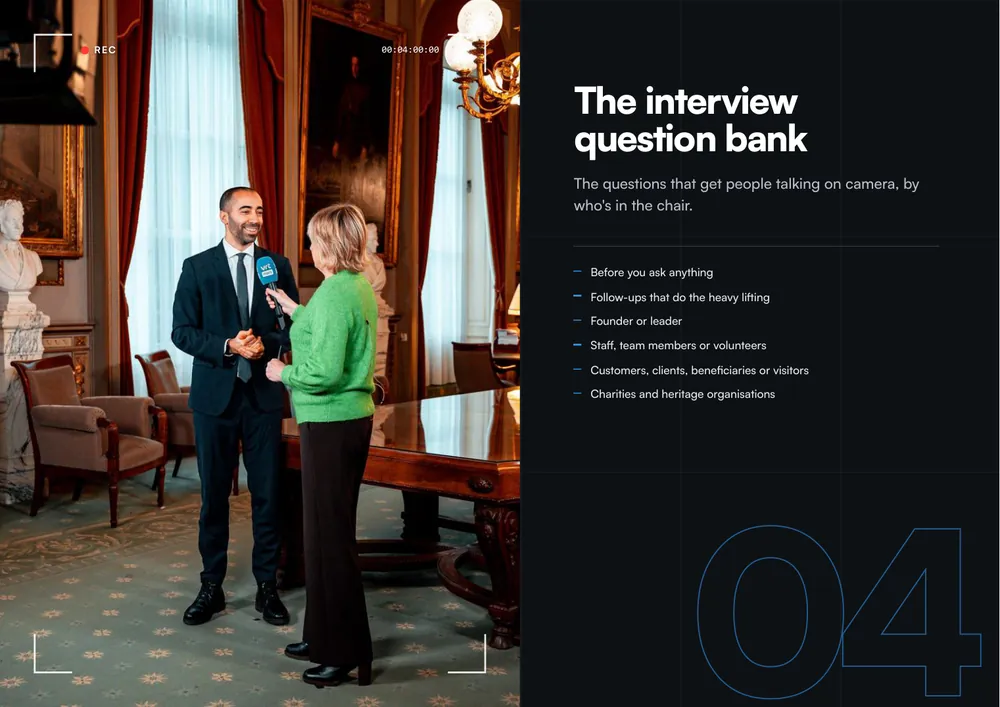 REC
00:04:00:00
vrt
The interview
question bank
The questions that get people talking on camera, by
who's in the chair.
Before you ask anything
Follow-ups that do the heavy lifting
Founder or leader
Staff, team members or volunteers
Customers, clients, beneficiaries or visitors
Charities and heritage organisations
04